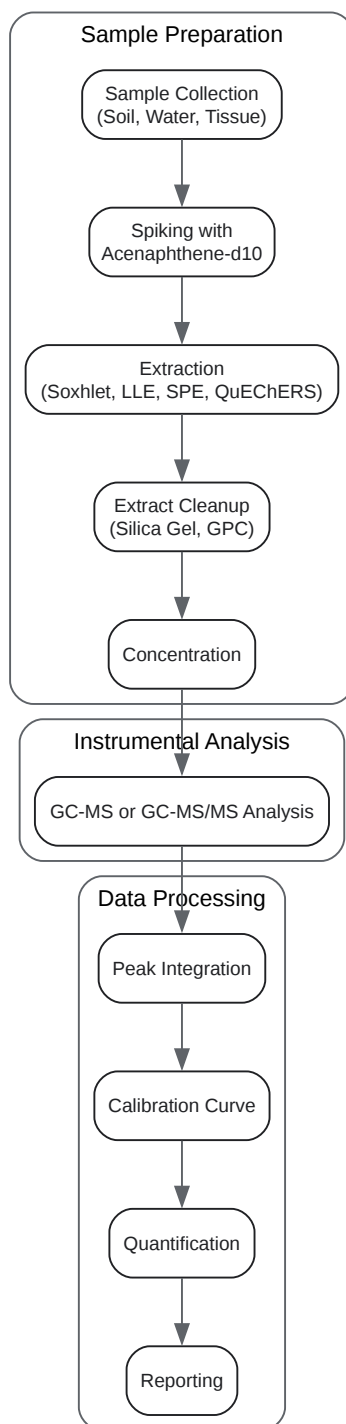 Sample Preparation
Sample Collection
(Soil, Water, Tissue)
Spiking with
Acenaphthene-d10
Extraction
(Soxhlet, LLE, SPE, QuEChERS)
Extract Cleanup
(Silica Gel, GPC)
Concentration
Instrumental Analysis
GC-MS or GC-MS/MS Analysis
Data Processing
Peak Integration
Calibration Curve
Quantification
Reporting